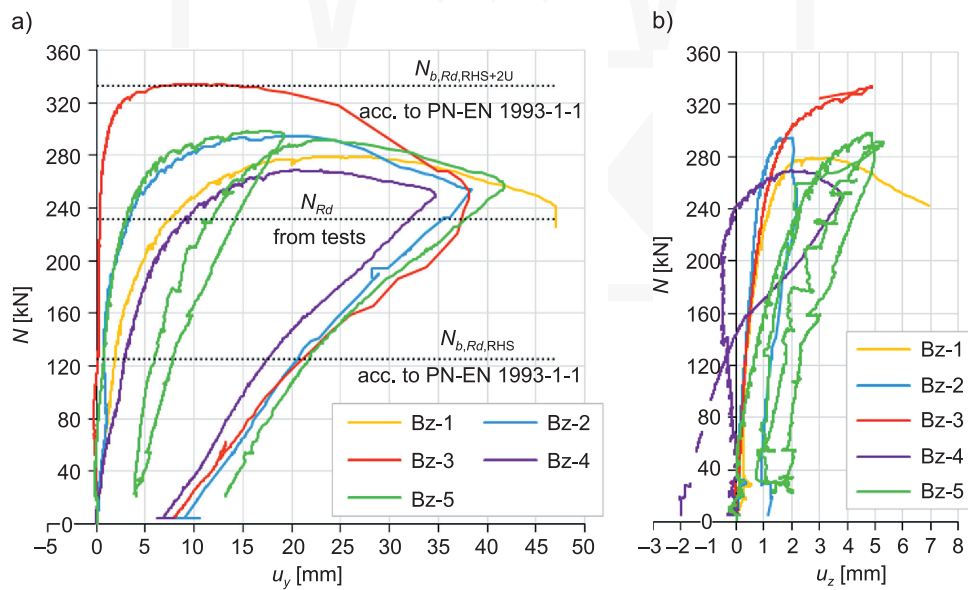 a)
360
320
280
240
200
160
120
80
40
0
N [kN]
N_b,Rd,RHS+2U
acc. to PN-EN 1993-1-1
N_Rd
from tests
N_b,Rd,RHS
acc. to PN-EN 1993-1-1
Bz-1 Bz-2
Bz-3 Bz-4
Bz-5
−5 0 5 10 15 20 25 30 35 40 45 50
u_y [mm]
b)
360
320
280
240
200
160
120
80
40
0
N [kN]
Bz-1
Bz-2
Bz-3
Bz-4
Bz-5
−3 −2 −1 0 1 2 3 4 5 6 7 8
u_z [mm]